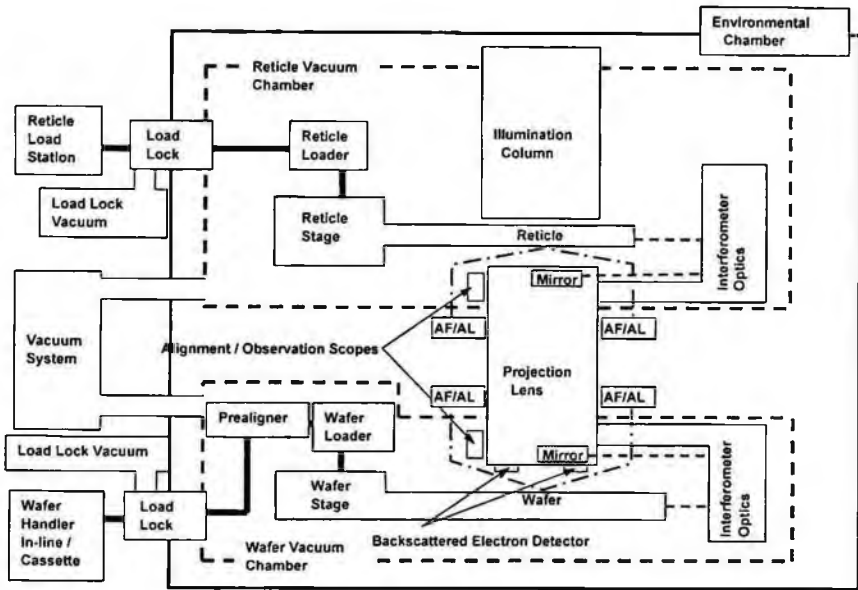 Environmental
Chamber
Reticle Vacuum
Chamber
Reticle
Load
Station
Load
Lock
Reticle
Loader
Illumination
Column
Load Lock
Vacuum
Reticle
Stage
Reticle
Interferometer
Optics
Mirror
Vacuum
System
AF/AL
AF/AL
Alignment / Observation Scopes
Projection
Lens
AF/AL
AF/AL
Prealigner
Wafer
Loader
Load Lock Vacuum
Mirror
Wafer
Stage
Wafer
Interferometer
Optics
Wafer
Handler
In-line /
Cassette
Load
Lock
Backscattered Electron Detector
Wafer Vacuum
Chamber